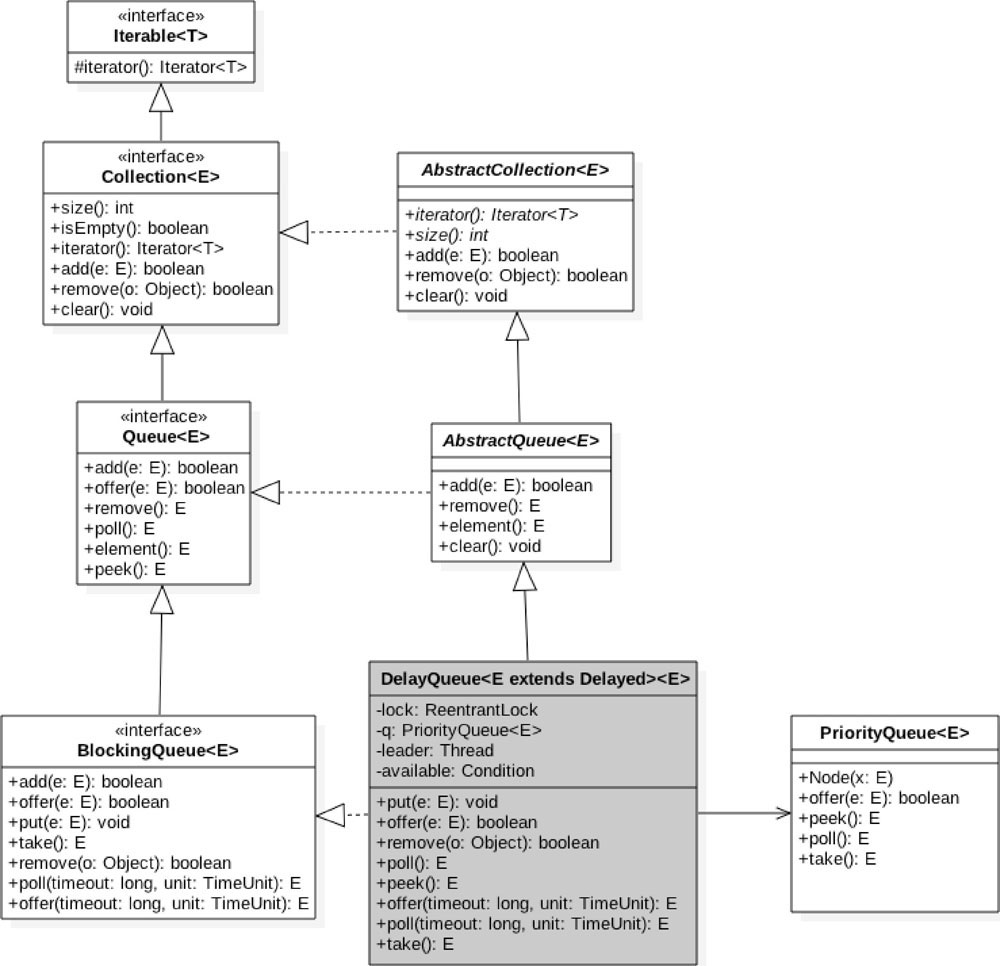 «interface»
Iterable<T>
#iterator(): Iterator<T>
«interface»
Collection<E>
+size(): int
+isEmpty(): boolean
+iterator(): Iterator<T>
+add(e: E): boolean
+remove(o: Object): boolean
+clear(): void
AbstractCollection<E>
+iterator(): Iterator<T>
+size(): int
+add(e: E): boolean
+remove(o: Object): boolean
+clear(): void
«interface»
Queue<E>
+add(e: E): boolean
+offer(e: E): boolean
+remove(): E
+poll(): E
+element(): E
+peek(): E
AbstractQueue<E>
+add(e: E): boolean
+remove(): E
+element(): E
+clear(): void
«interface»
BlockingQueue<E>
+add(e: E): boolean
+offer(e: E): boolean
+put(e: E): void
+take(): E
+remove(o: Object): boolean
+poll(timeout: long, unit: TimeUnit): E
+offer(timeout: long, unit: TimeUnit): E
DelayQueue<E extends Delayed><E>
-lock: ReentrantLock
-q: PriorityQueue<E>
-leader: Thread
-available: Condition
+put(e: E): void
+offer(e: E): boolean
+remove(o: Object): boolean
+poll(): E
+peek(): E
+offer(timeout: long, unit: TimeUnit): E
+poll(timeout: long, unit: TimeUnit): E
+take(): E
PriorityQueue<E>
+Node(x: E)
+offer(e: E): boolean
+peek(): E
+poll(): E
+take(): E